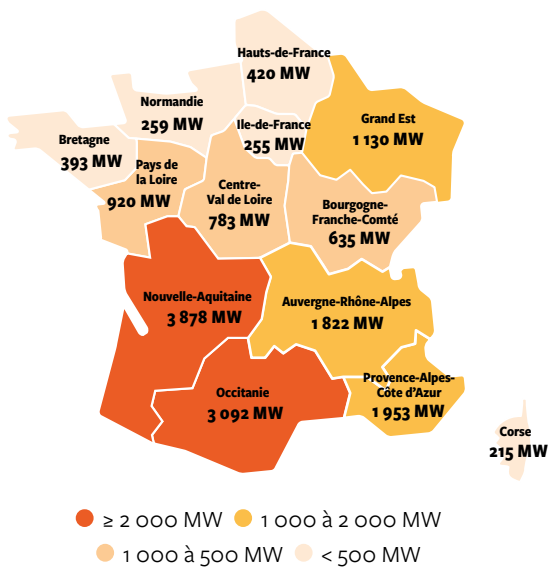 Hauts-de-France
420 MW
Normandie
259 MW
Ile-de-France
255 MW
Grand Est
1 130 MW
Bretagne
393 MW
Pays de
la Loire
920 MW
Centre-
Val de Loire
783 MW
Bourgogne-
Franche-Comté
635 MW
Nouvelle-Aquitaine
3 878 MW
Auvergne-Rhône-Alpes
1 822 MW
Occitanie
3 092 MW
Provence-Alpes-
Côte d'Azur
1 953 MW
Corse
215 MW
≥ 2 000 MW
1 000 à 2 000 MW
1 000 à 500 MW
< 500 MW